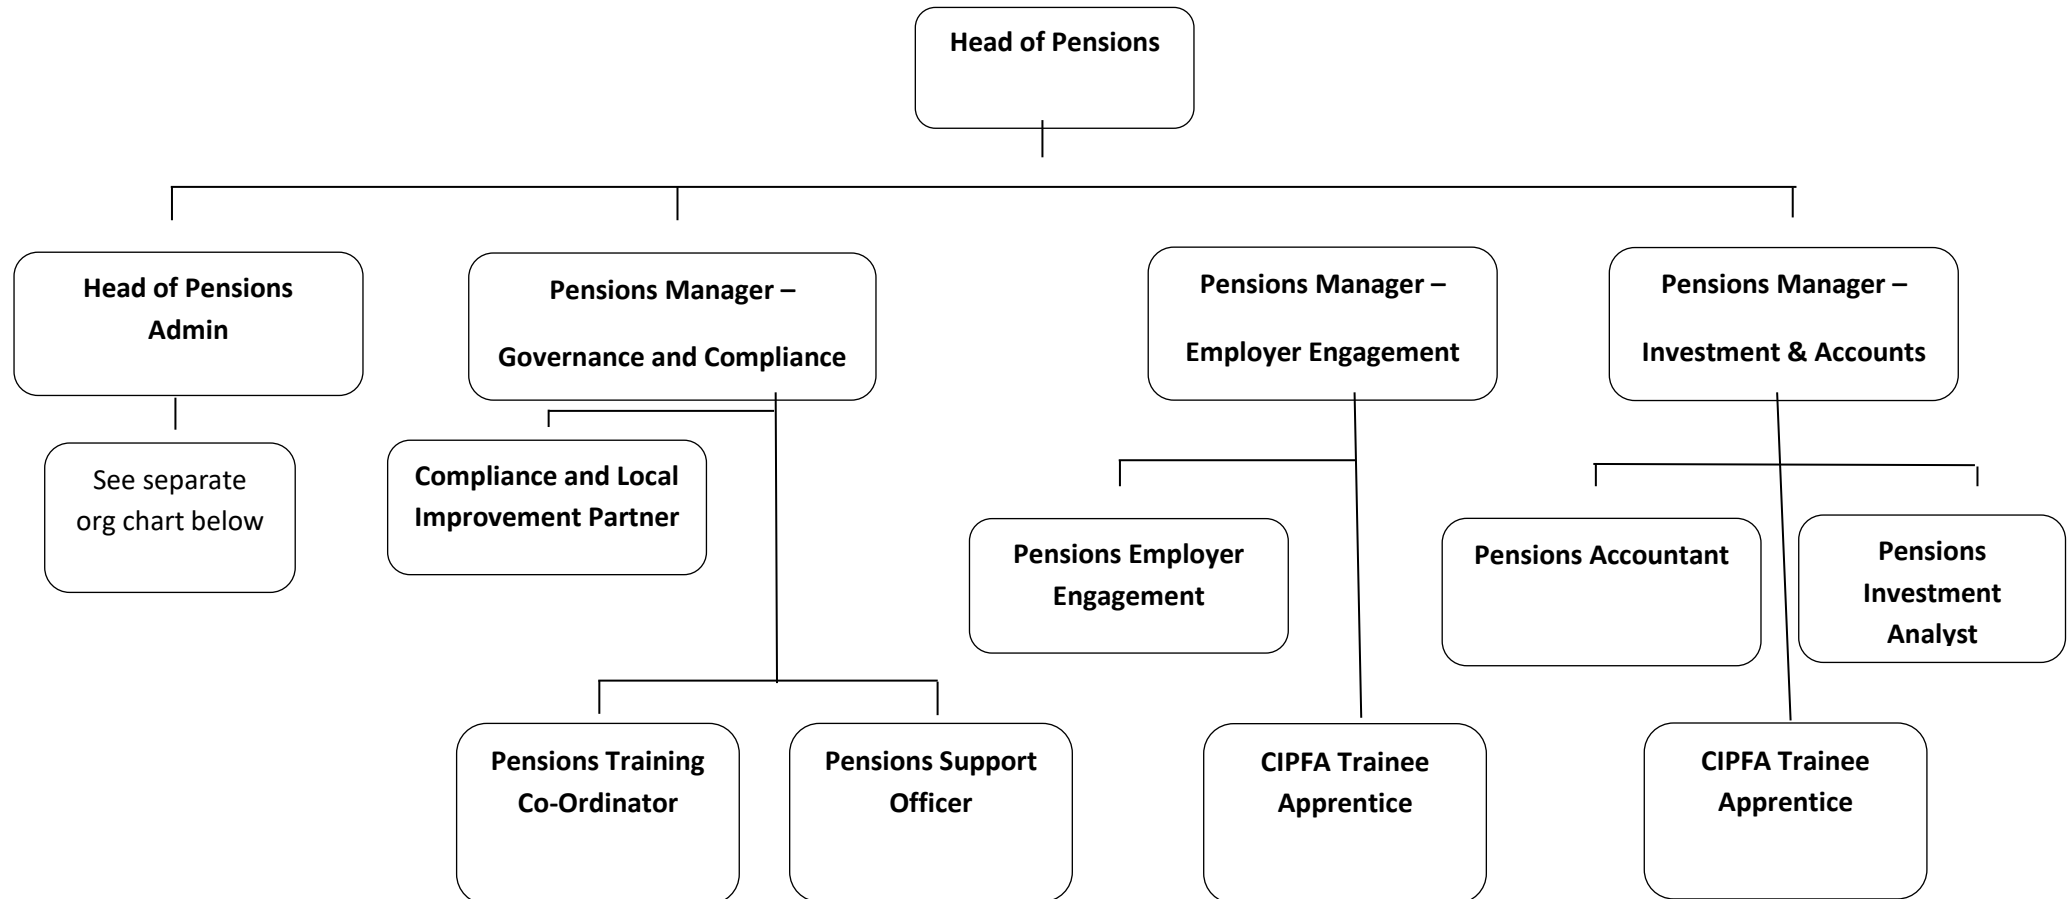 Head of Pensions
Head of Pensions
Admin
Pensions Manager –
Governance and Compliance
Pensions Manager –
Employer Engagement
Pensions Manager –
Investment & Accounts
See separate
org chart below
Compliance and Local
Improvement Partner
Pensions Employer
Engagement
Pensions Accountant
Pensions
Investment
Analyst
Pensions Training
Co-Ordinator
Pensions Support
Officer
CIPFA Trainee
Apprentice
CIPFA Trainee
Apprentice